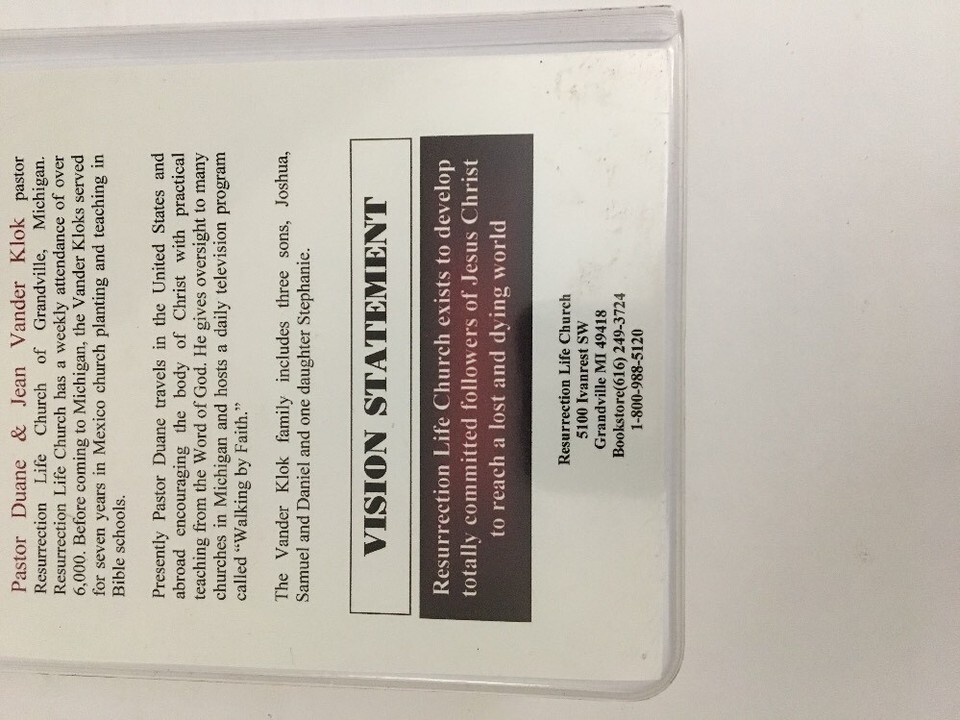 Pastor Duane & Jean Vander Klok pastor
Resurrection Life Church of Grandville, Michigan.
Resurrection Life Church has a weekly attendance of over
6,000. Before coming to Michigan, the Vander Kloks served
for seven years in Mexico church planting and teaching in
Bible schools.
Presently Pastor Duane travels in the United States and
abroad encouraging the body of Christ with practical
teaching from the Word of God. He gives oversight to many
churches in Michigan and hosts a daily television program
called “Walking by Faith.”
The Vander Klok family includes three sons, Joshua,
Samuel and Daniel and one daughter Stephanie.
VISION STATEMENT
Resurrection Life Church exists to develop
totally committed followers of Jesus Christ
to reach a lost and dying world
Resurrection Life Church
5100 Ivanrest SW
Grandville MI 49418
Bookstore(616) 249-3724
1-800-988-5120